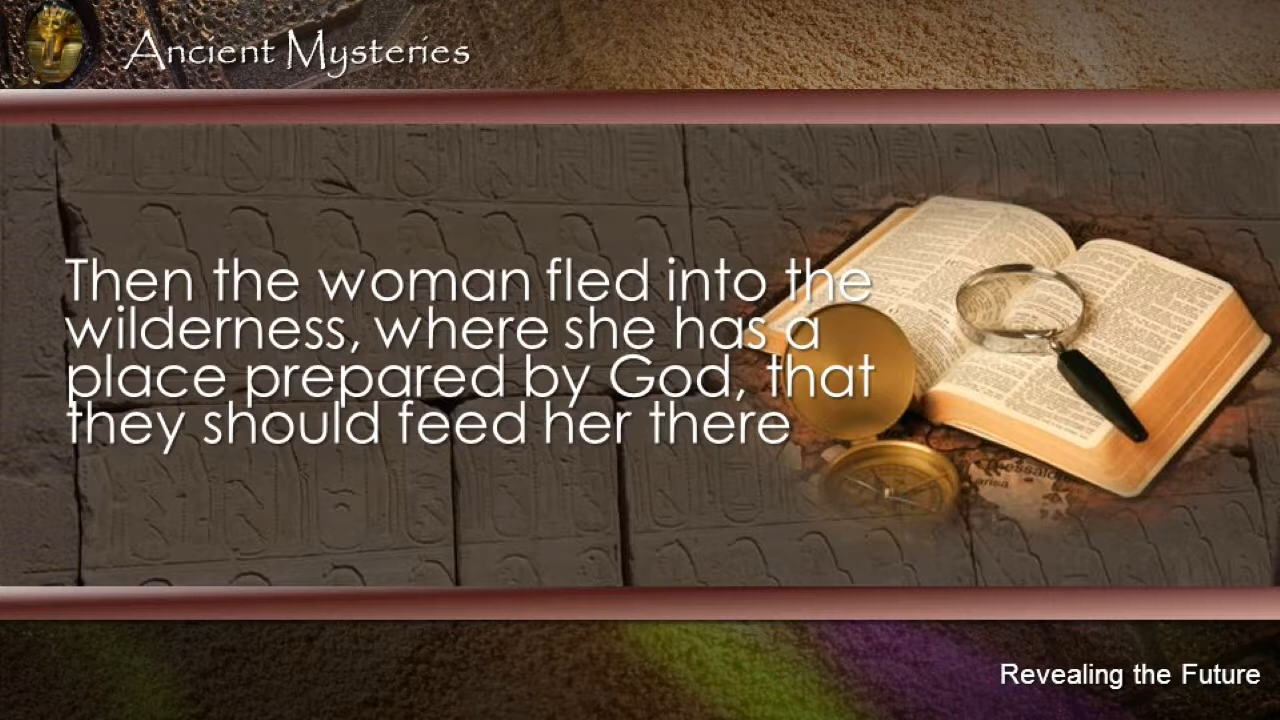 Ancient Mysteries
Then the woman fled into the
wilderness, where she has a
place prepared by God, that
they should feed her there
Revealing the Future